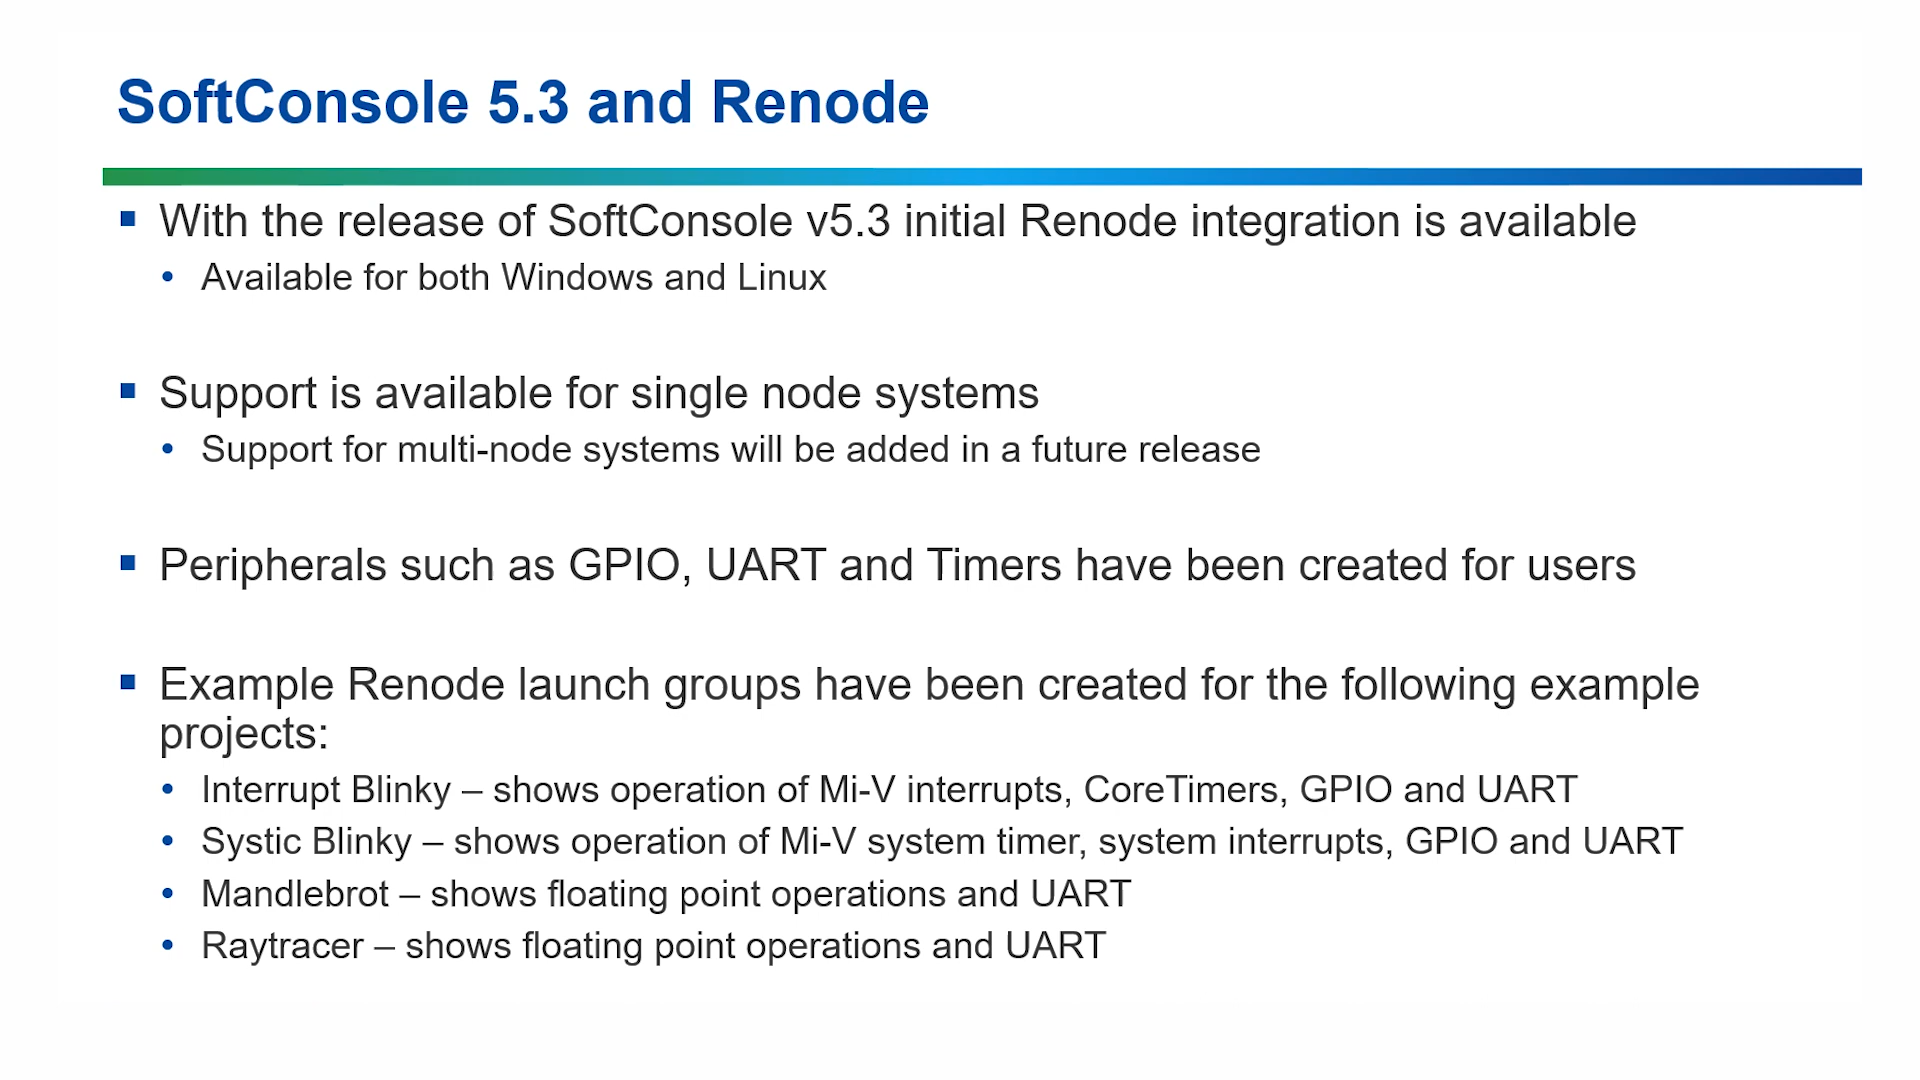 SoftConsole 5.3 and Renode
With the release of SoftConsole v5.3 initial Renode integration is available
Available for both Windows and Linux
Support is available for single node systems
Support for multi-node systems will be added in a future release
Peripherals such as GPIO, UART and Timers have been created for users
Example Renode launch groups have been created for the following example
projects:
Interrupt Blinky – shows operation of Mi-V interrupts, CoreTimers, GPIO and UART
Systic Blinky – shows operation of Mi-V system timer, system interrupts, GPIO and UART
Mandlebrot – shows floating point operations and UART
Raytracer – shows floating point operations and UART